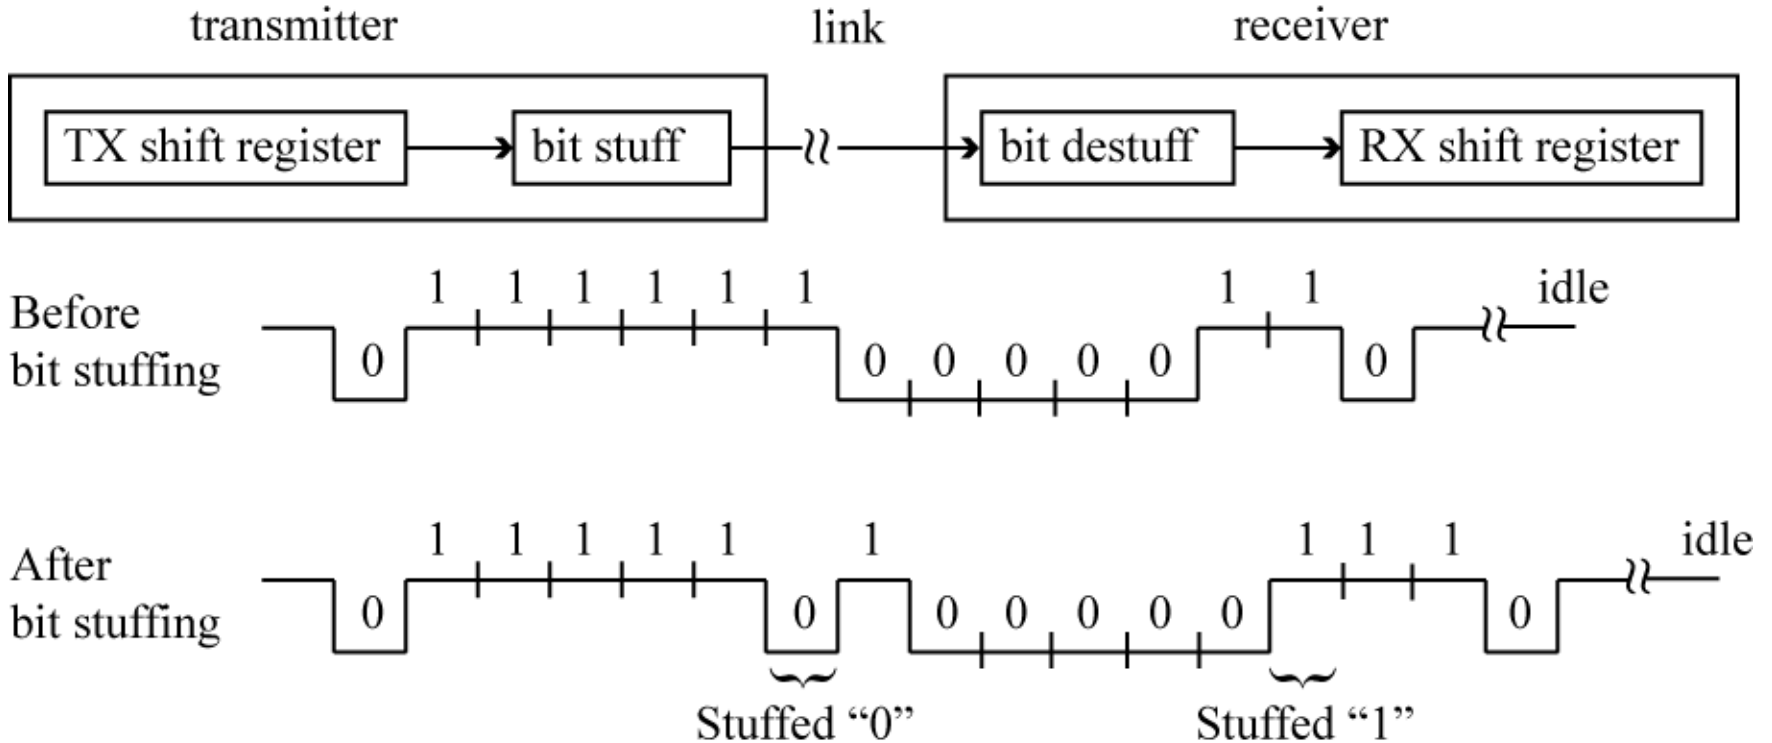 transmitter link receiver
TX shift register bit stuff bit destuff RX shift register
1 1 1 1 1 1 1 1 idle
Before
bit stuffing
0 0 0 0 0 0 0
1 1 1 1 1 1 1 1 1 idle
After
bit stuffing
0 0 0 0 0 0 0 0
Stuffed “0” Stuffed “1”